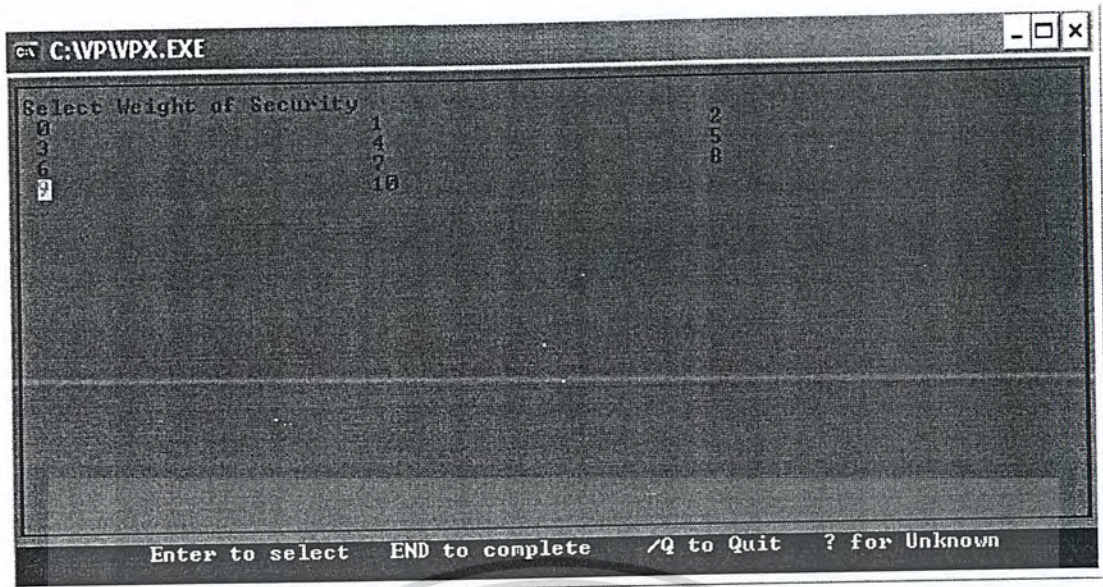 C:\VP\VPX.EXE
Select Weight of Security
0 1 2
3 4 5
6 7 8
9 10
Enter to select END to complete /Q to Quit ? for Unknown